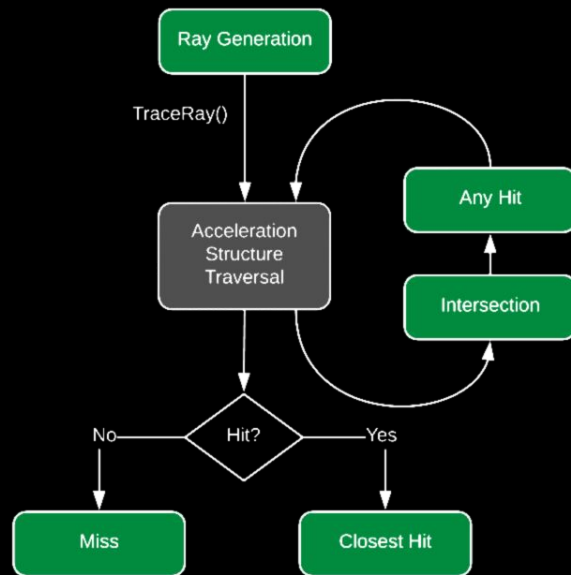 Ray Generation
TraceRay()
Acceleration
Structure
Traversal
Any Hit
Intersection
Hit?
No
Yes
Miss
Closest Hit